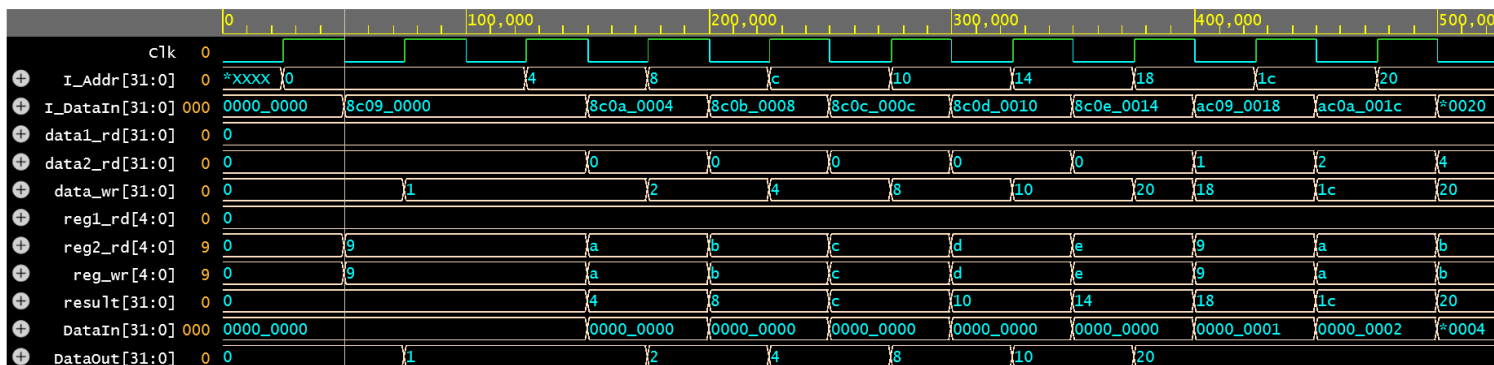 0 100,000 200,000 300,000 400,000 500,00
Clk 0
I_Addr[31:0] 0 *XXXX 0 4 8 c 10 14 18 1c 20
I_DataIn[31:0] 000 0000_0000 8c09_0000 8c0a_0004 8c0b_0008 8c0c_000c 8c0d_0010 8c0e_0014 ac09_0018 ac0a_001c *0020
data1_rd[31:0] 0 0
data2_rd[31:0] 0 0 0 0 0 0 0 1 2 4
data_wr[31:0] 0 0 1 2 4 8 10 20 18 1c 20
reg1_rd[4:0] 0 0
reg2_rd[4:0] 9 0 9 a b c d e 9 a b
reg_wr[4:0] 9 0 9 a b c d e 9 a b
result[31:0] 0 0 4 8 c 10 14 18 1c 20
DataIn[31:0] 000 0000_0000 0000_0000 0000_0000 0000_0000 0000_0000 0000_0000 0000_0001 0000_0002 *0004
DataOut[31:0] 0 0 1 2 4 8 10 20